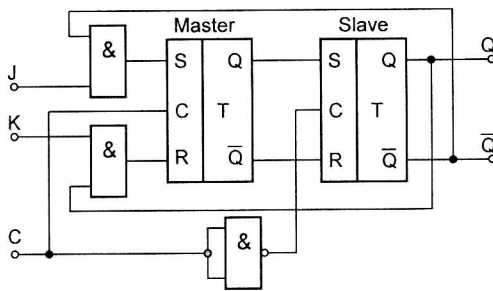 Master Slave
& S Q S Q Q
J
C T C T
K
& R Q̅ R Q̅ Q̅
C &